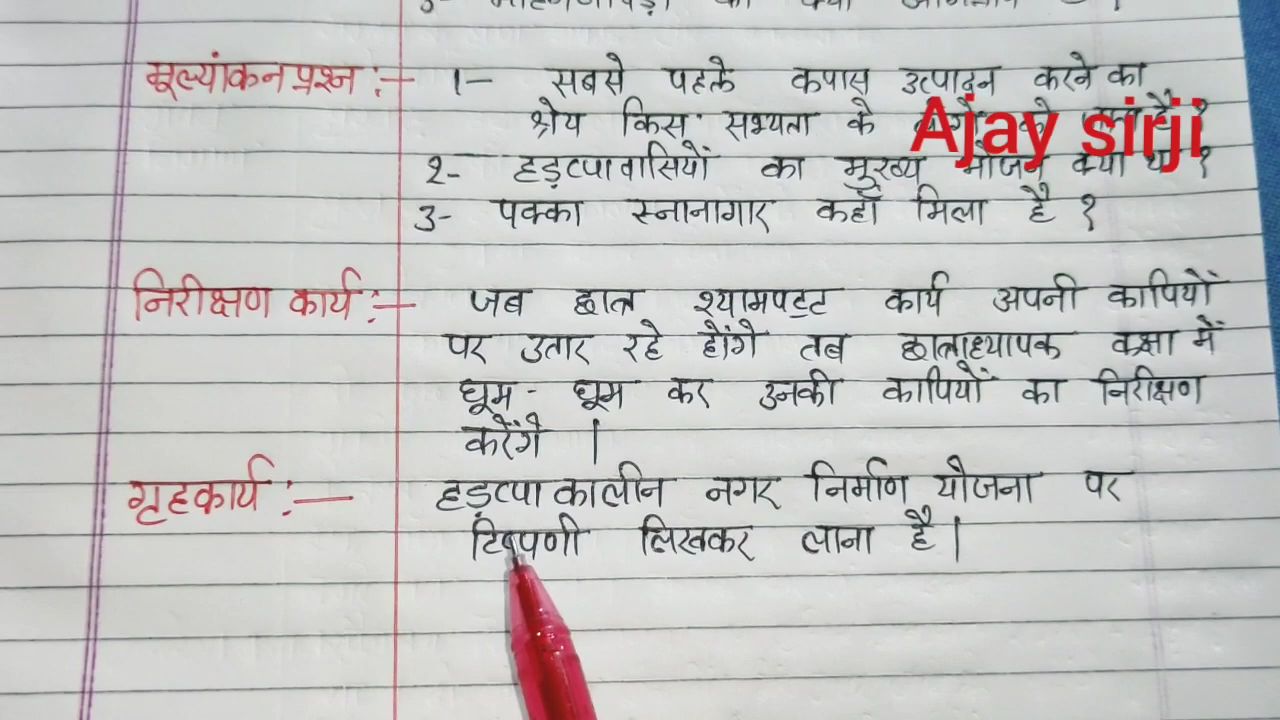 मूल्यांकन प्रश्न :- 1- सबसे पहले कपास उत्पादन करने का
श्रेय किस सभ्यता के को है ?
Ajay sirji
2- हड़प्पावासियों का मुख्य भोजन क्या था ?
3- पक्का स्नानागार कहाँ मिला है ?
निरीक्षण कार्य :- जब छात्र श्यामपट्ट कार्य अपनी कापियों
पर उतार रहे होंगे तब छात्राध्यापक कक्षा में
घूम - घूम कर उनकी कापियों का निरीक्षण
करेंगे ।
गृहकार्य :- हड़प्पा कालीन नगर निर्माण योजना पर
लिखकर लाना है ।